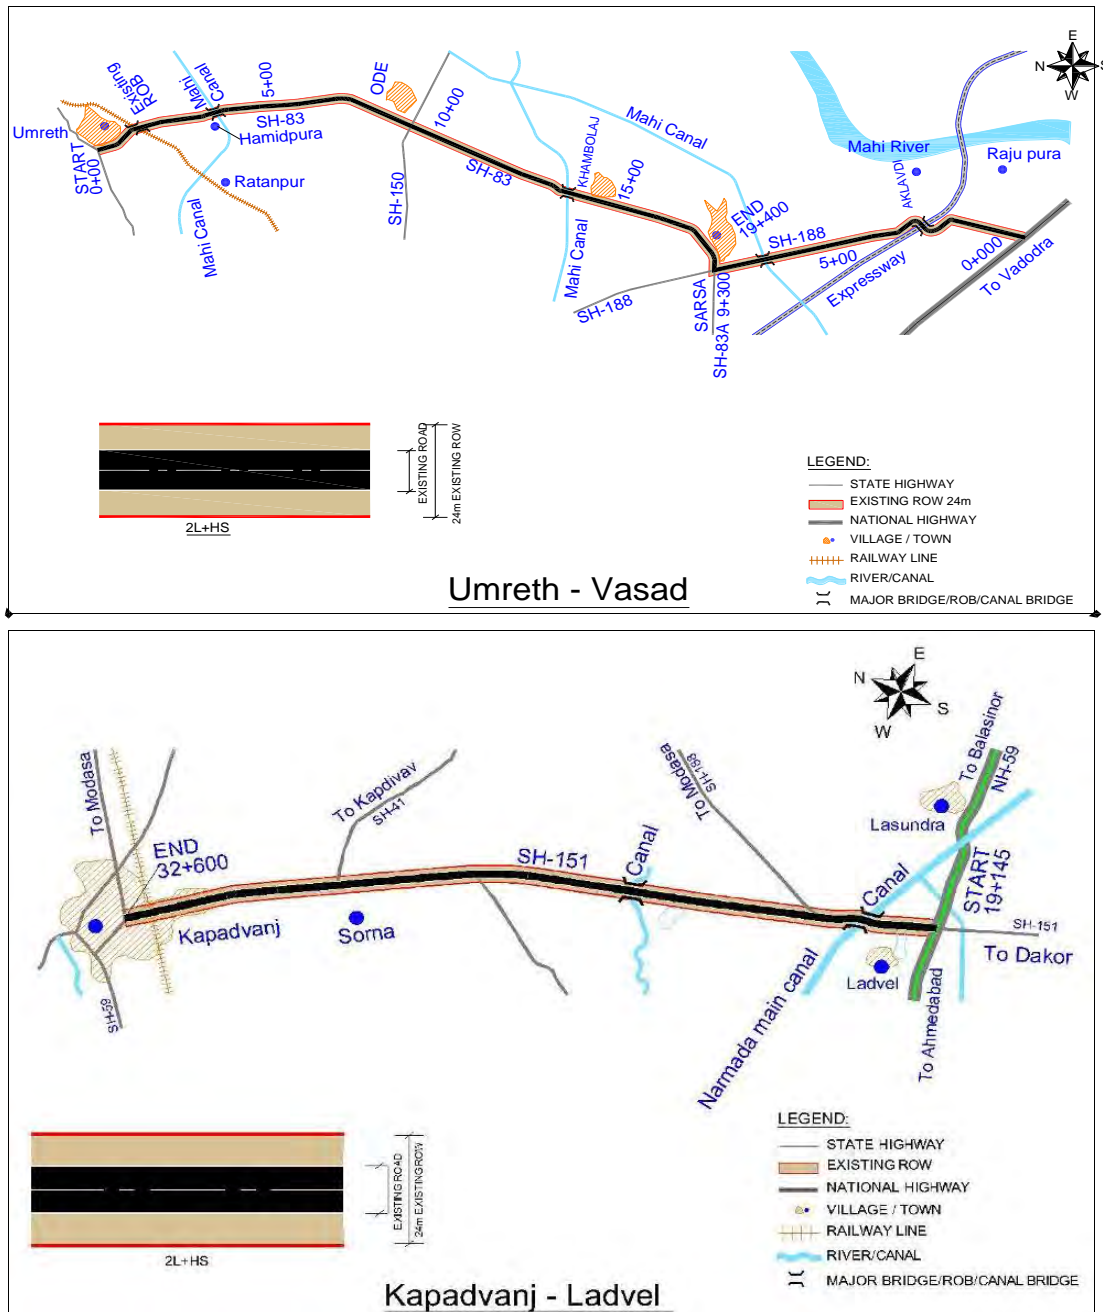 E
N
S
W
Umreth
START
0+00
Existing
ROB
Mahi
Canal
5+00
SH-83
Hamidpura
Ratanpur
Mahi Canal
ODE
10+00
SH-150
SH-83
KHAMBOLAJ
15+00
Mahi Canal
Mahi Canal
END
19+400
SARSA
SH-83A 9+300
SH-188
SH-188
5+00
AKLAVDI
Mahi River
Raju pura
Expressway
0+000
To Vadodra
EXISTING ROAD
24m EXISTING ROW
2L+HS
LEGEND:
STATE HIGHWAY
EXISTING ROW 24m
NATIONAL HIGHWAY
VILLAGE / TOWN
RAILWAY LINE
RIVER/CANAL
MAJOR BRIDGE/ROB/CANAL BRIDGE
Umreth - Vasad
E
N
S
W
To Modasa
END
32+600
Kapadvanj
SH-59
To Kapdivav
SH-41
Sorna
SH-151
Canal
To Modasa
SH-188
Canal
Narmada main canal
Lasundra
Ladvel
To Balasinor
NH-59
START
19+145
SH-151
To Dakor
To Ahmedabad
EXISTING ROAD
24m EXISTING ROW
2L+HS
LEGEND:
STATE HIGHWAY
EXISTING ROW
NATIONAL HIGHWAY
VILLAGE / TOWN
RAILWAY LINE
RIVER/CANAL
MAJOR BRIDGE/ROB/CANAL BRIDGE
Kapadvanj - Ladvel